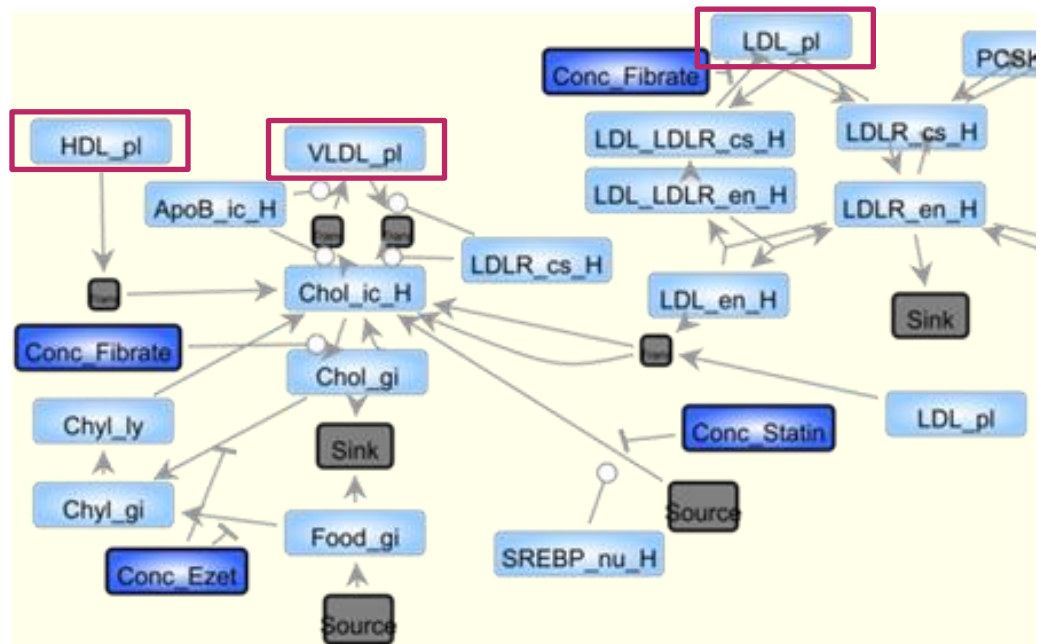 LDL_pl
Conc_Fibrate
PCSK
HDL_pl
VLDL_pl
LDL_LDLR_cs_H
LDLR_cs_H
ApoB_ic_H
LDL_LDLR_en_H
LDLR_en_H
LDLR_cs_H
Chol_ic_H
LDL_en_H
Sink
Conc_Fibrate
Chol_gi
Chyl_ly
LDL_pl
Conc_Statin
Sink
Chyl_gi
Source
Food_gi
SREBP_nu_H
Conc_Ezet
Source